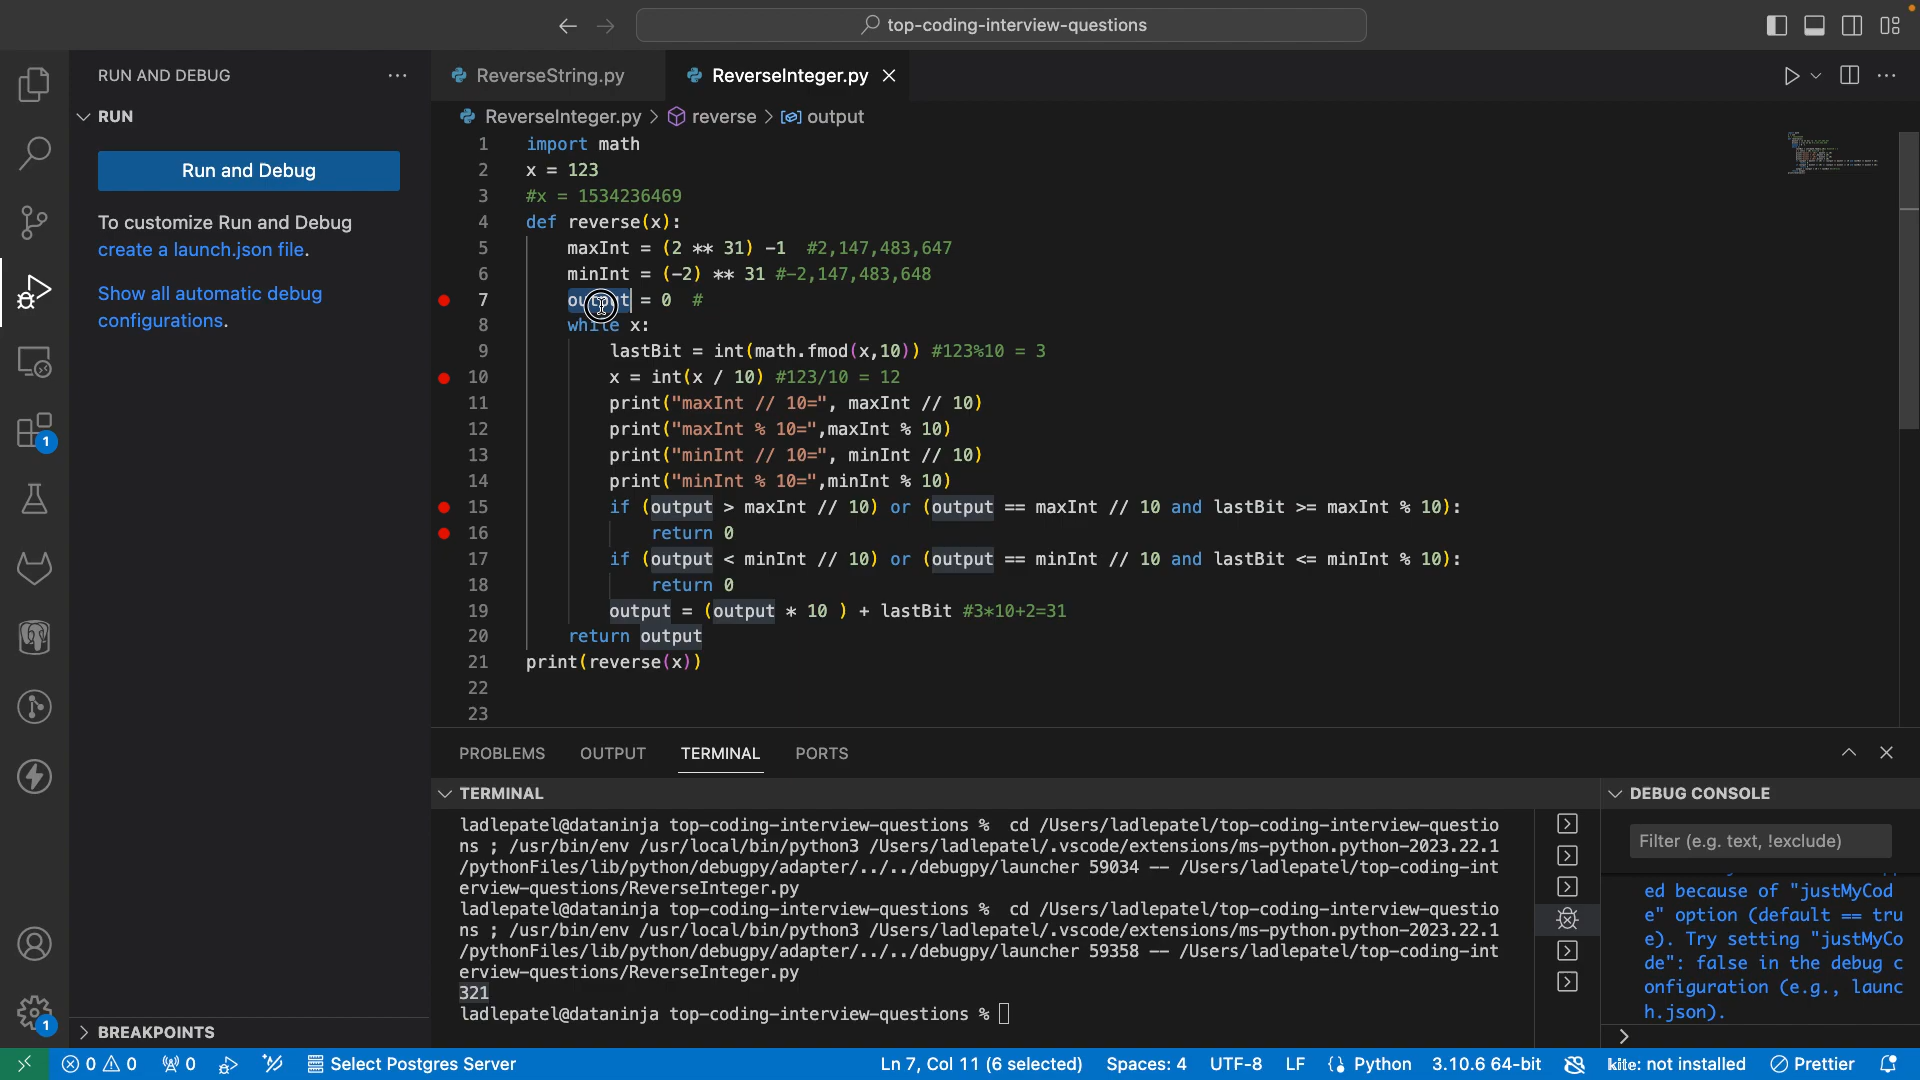 top-coding-interview-questions
RUN AND DEBUG
RUN
Run and Debug
To customize Run and Debug
create a launch.json file.
Show all automatic debug
configurations.
1
1
BREAKPOINTS
ReverseString.py
ReverseInteger.py
ReverseInteger.py > reverse > output
1 import math
2 x = 123
3 #x = 1534236469
4 def reverse(x):
5 maxInt = (2 ** 31) -1 #2,147,483,647
6 minInt = (-2) ** 31 #-2,147,483,648
7 output = 0 #
8 while x:
9 lastBit = int(math.fmod(x,10)) #123%10 = 3
10 x = int(x / 10) #123/10 = 12
11 print("maxInt // 10=", maxInt // 10)
12 print("maxInt % 10=",maxInt % 10)
13 print("minInt // 10=", minInt // 10)
14 print("minInt % 10=",minInt % 10)
15 if (output > maxInt // 10) or (output == maxInt // 10 and lastBit >= maxInt % 10):
16 return 0
17 if (output < minInt // 10) or (output == minInt // 10 and lastBit <= minInt % 10):
18 return 0
19 output = (output * 10 ) + lastBit #3*10+2=31
20 return output
21 print(reverse(x))
22
23
PROBLEMS OUTPUT TERMINAL PORTS
TERMINAL
ladlepatel@dataninja top-coding-interview-questions % cd /Users/ladlepatel/top-coding-interview-questio
ns ; /usr/bin/env /usr/local/bin/python3 /Users/ladlepatel/.vscode/extensions/ms-python.python-2023.22.1
/pythonFiles/lib/python/debugpy/adapter/../../debugpy/launcher 59034 -- /Users/ladlepatel/top-coding-int
erview-questions/ReverseInteger.py
ladlepatel@dataninja top-coding-interview-questions % cd /Users/ladlepatel/top-coding-interview-questio
ns ; /usr/bin/env /usr/local/bin/python3 /Users/ladlepatel/.vscode/extensions/ms-python.python-2023.22.1
/pythonFiles/lib/python/debugpy/adapter/../../debugpy/launcher 59358 -- /Users/ladlepatel/top-coding-int
erview-questions/ReverseInteger.py
321
ladlepatel@dataninja top-coding-interview-questions %
DEBUG CONSOLE
Filter (e.g. text, !exclude)
ed because of "justMyCod
e" option (default == tru
e). Try setting "justMyCo
de": false in the debug c
onfiguration (e.g., launc
h.json).
0 0 0 Select Postgres Server Ln 7, Col 11 (6 selected) Spaces: 4 UTF-8 LF Python 3.10.6 64-bit kite: not installed Prettier